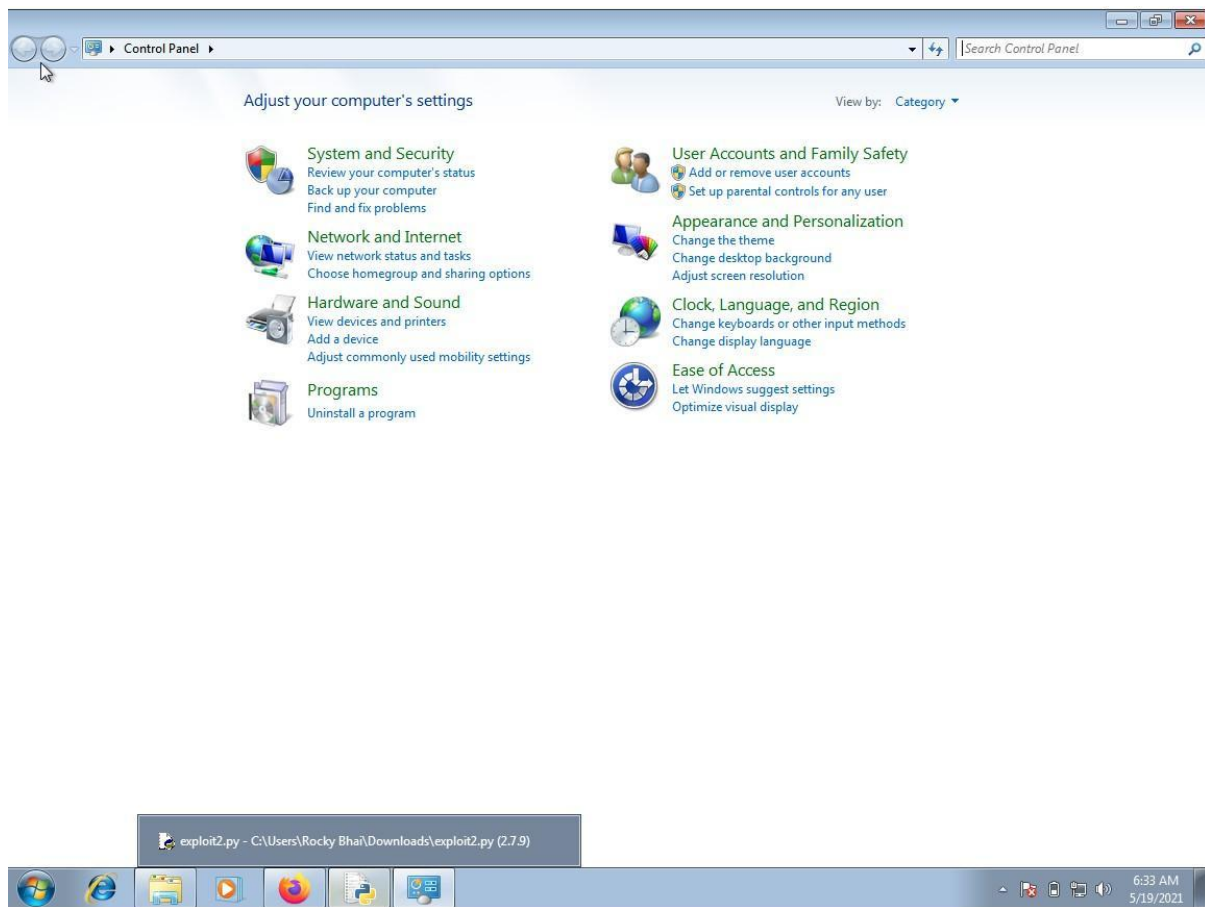 Control Panel
Search Control Panel
Adjust your computer's settings
View by: Category
System and Security
Review your computer's status
Back up your computer
Find and fix problems
Network and Internet
View network status and tasks
Choose homegroup and sharing options
Hardware and Sound
View devices and printers
Add a device
Adjust commonly used mobility settings
Programs
Uninstall a program
User Accounts and Family Safety
Add or remove user accounts
Set up parental controls for any user
Appearance and Personalization
Change the theme
Change desktop background
Adjust screen resolution
Clock, Language, and Region
Change keyboards or other input methods
Change display language
Ease of Access
Let Windows suggest settings
Optimize visual display
exploit2.py - C:\Users\Rocky Bhai\Downloads\exploit2.py (2.7.9)
6:33 AM
5/19/2021